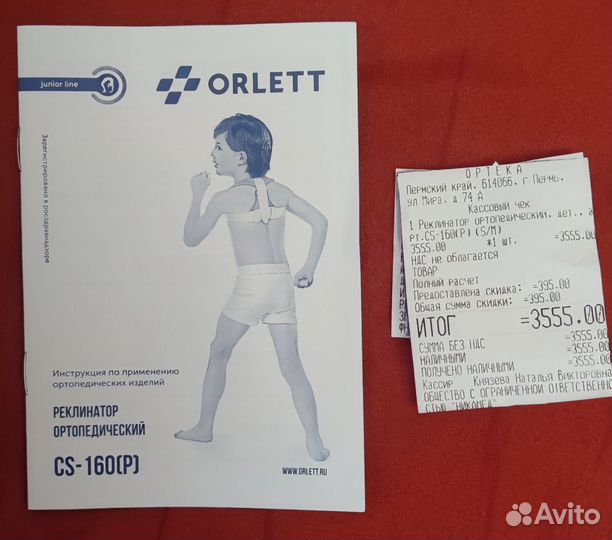 junior line
ORLETT
Зарегистрировано в росздравнадзоре
Инструкция по применению
ортопедических изделий
РЕКЛИНАТОР
ОРТОПЕДИЧЕСКИЙ
CS-160(P)
WWW.ORLETT.RU
ОРТЕКА
Пермский край, 614066, г Пермь,
ул Мира, д 74 А
Кассовый чек
1 Реклинатор ортопедический, дет., а
рт.CS-160(P)(S/M)
3555.00 *1 шт. =3555.00
НДС не облагается
ТОВАР
Полный расчет
Предоставлена скидка: =395.00
Общая сумма скидки: =395.00
ИТОГ =3555.00
СУММА БЕЗ НДС =3555.00
НАЛИЧНЫМИ =3555.00
ПОЛУЧЕНО НАЛИЧНЫМИ =3555.00
Кассир Князева Наталья Викторовна
ОБЩЕСТВО С ОГРАНИЧЕННОЙ ОТВЕТСТВЕННО
СТЬЮ "НИКАМЕД"
Avito